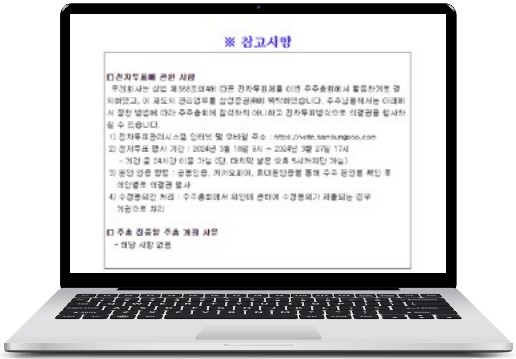 ※ 참고사항
□ 전자투표에 관한 사항
우리회사는 상법 제368조의4에 따른 전자투표제를 이번 주주총회에서 활용하기로 결
의하였고, 이 제도의 관리업무를 삼성증권㈜에 위탁하였습니다. 주주님들께서는 아래에
서 정한 방법에 따라 주주총회에 참석하지 아니하고 전자투표방식으로 의결권을 행사하
실 수 있습니다.
1) 전자투표관리시스템 인터넷 및 모바일 주소 : https://vote.samsungpop.com
2) 전자투표 행사 기간 : 2024년 3월 18일 9시 ~ 2024년 3월 27일 17시
- 기간 중 24시간 이용 가능 (단, 마지막 날은 오후 5시까지만 가능)
3) 본인 인증 방법 : 공동인증, 카카오페이, 휴대폰인증을 통해 주주 본인을 확인 후
의안별로 의결권 행사
4) 수정동의안 처리 : 주주총회에서 의안에 관하여 수정동의가 제출되는 경우
기권으로 처리
□ 주총 집중일 주총 개최 사유
- 해당 사항 없음